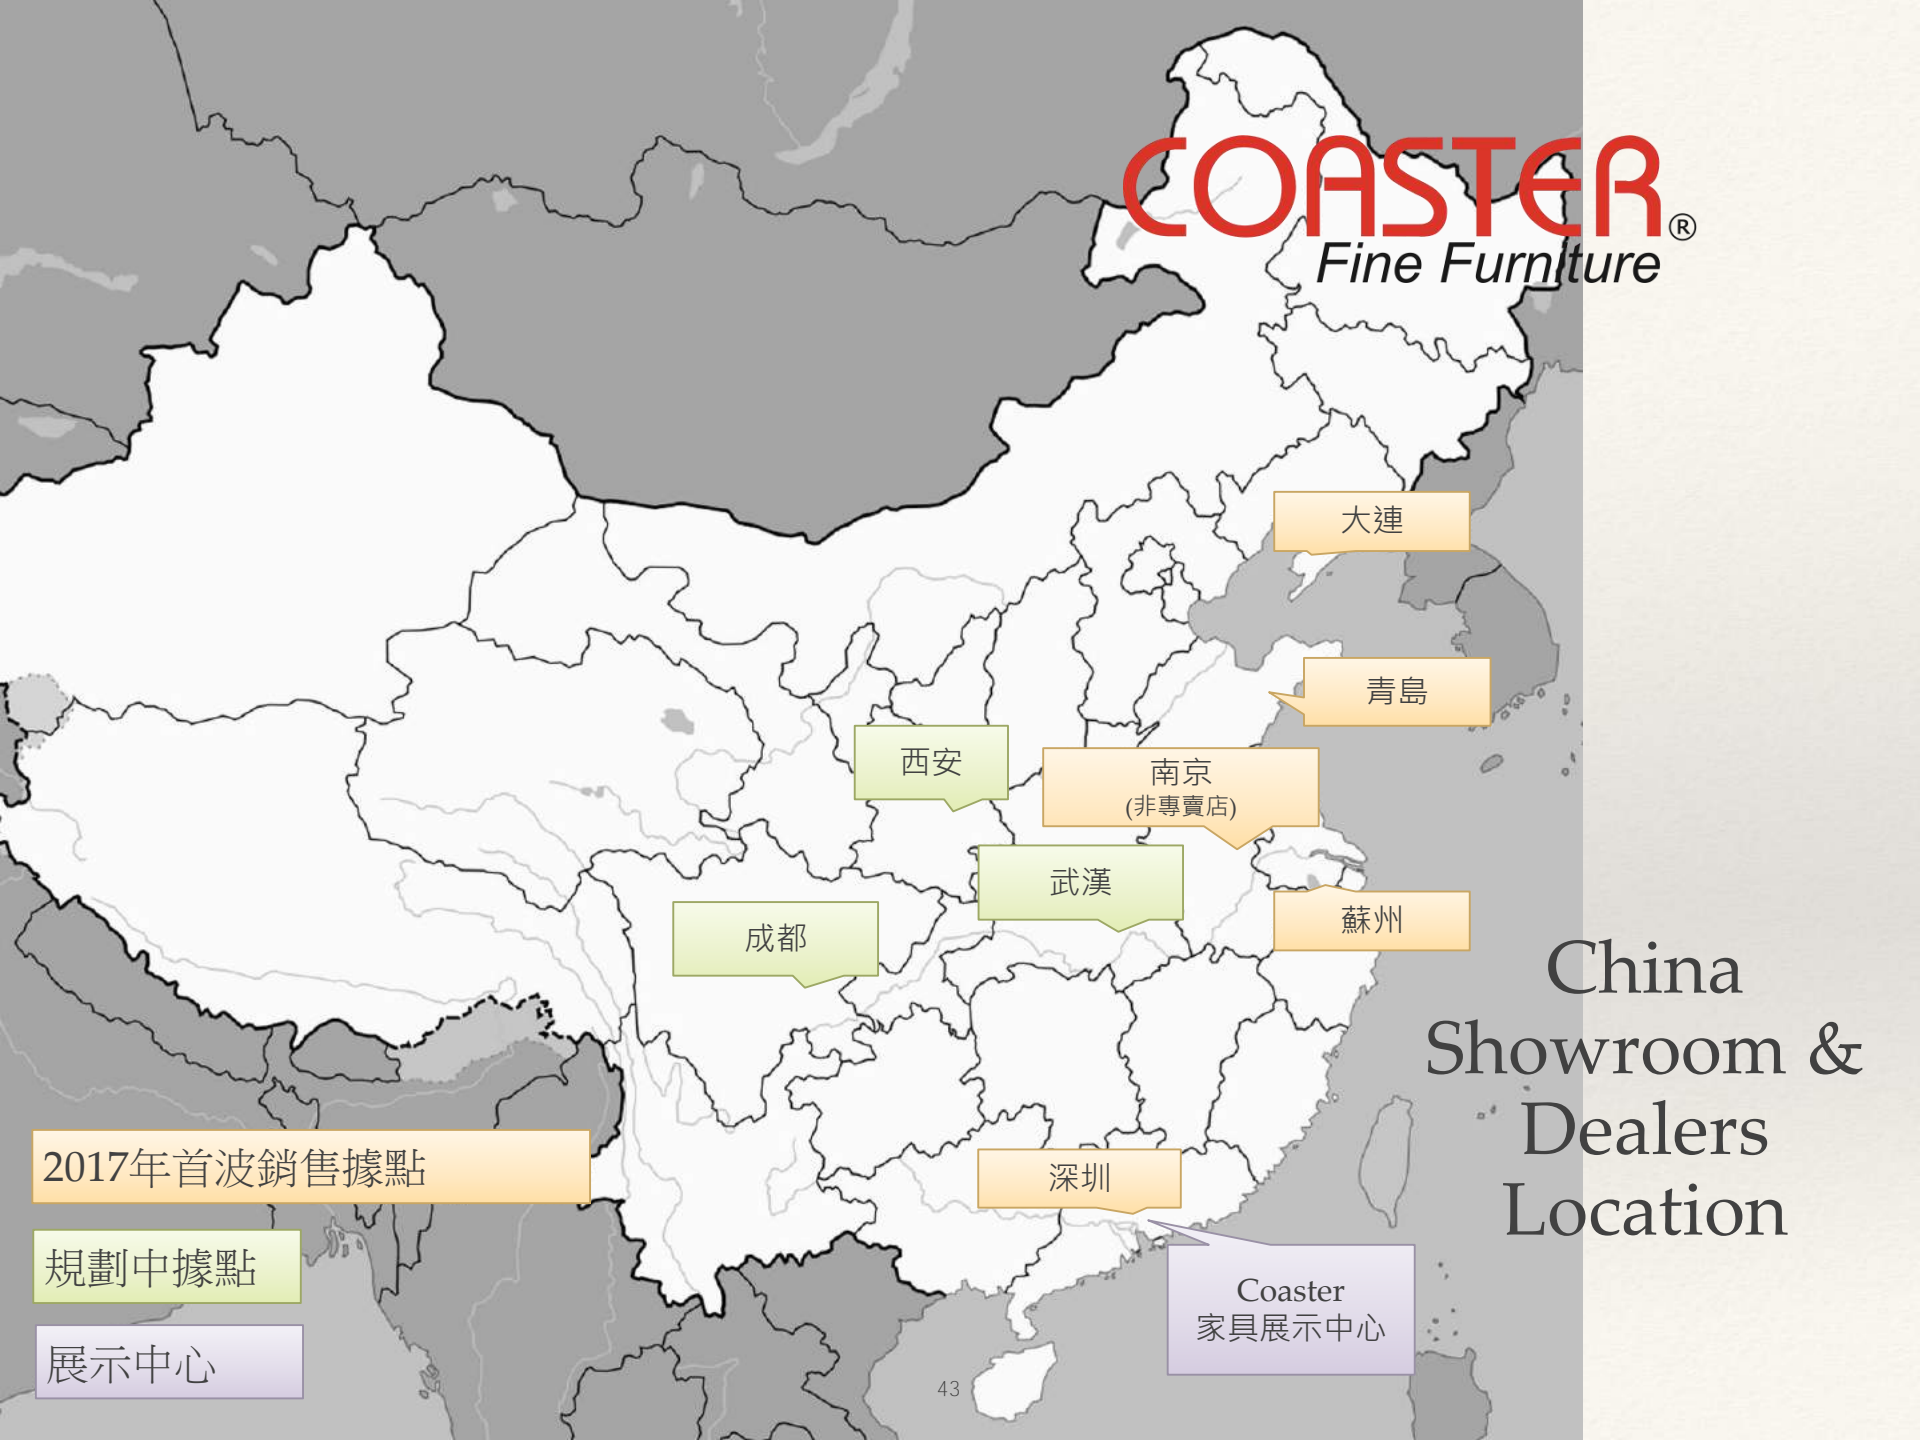 COASTER®
Fine Furniture
大連
青島
西安
南京
(非專賣店)
武漢
蘇州
成都
China
Showroom &
Dealers
Location
深圳
2017年首波銷售據點
規劃中據點
Coaster
家具展示中心
展示中心
43